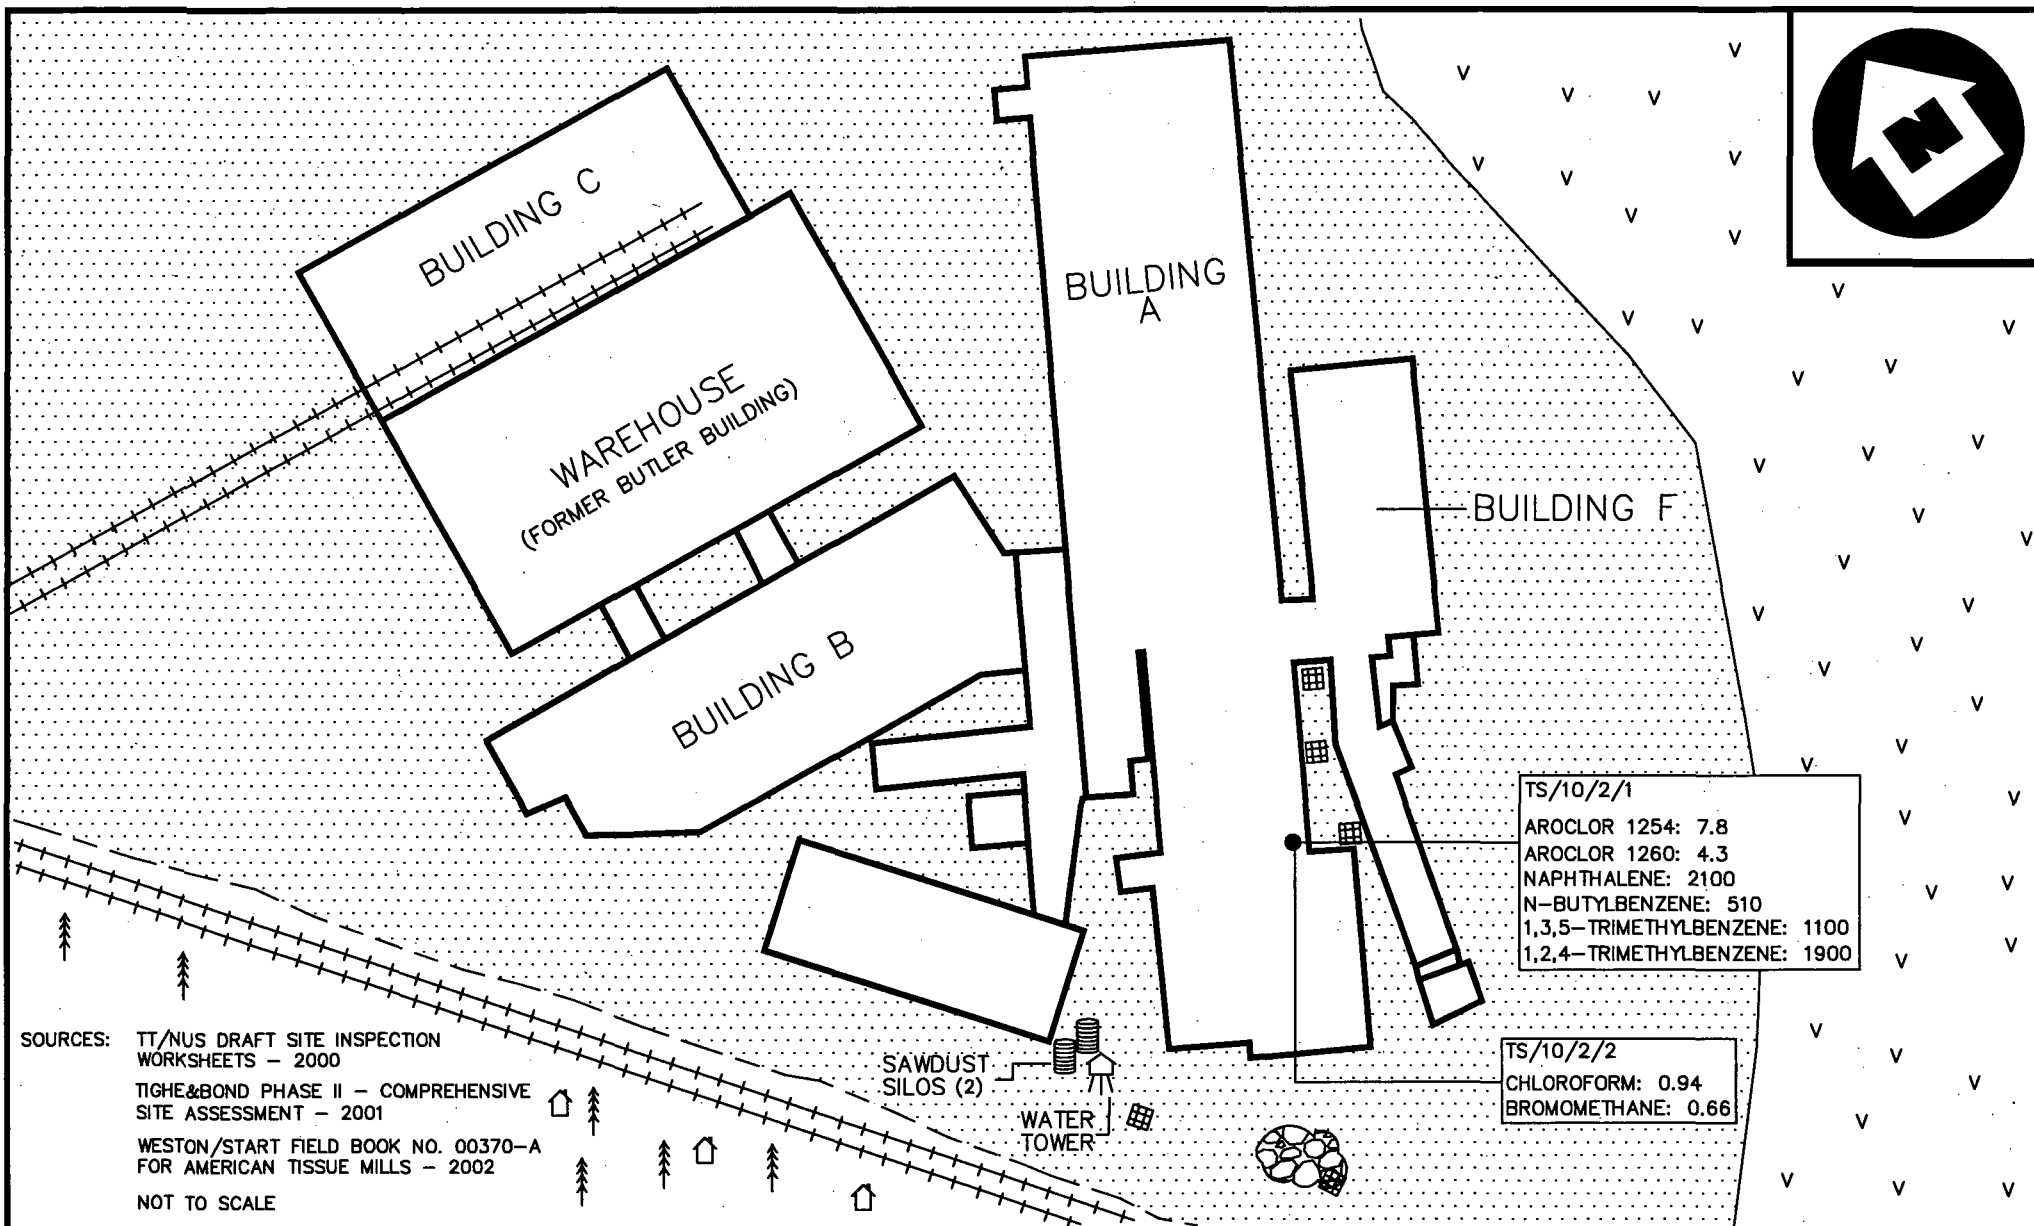 N
BUILDING C
BUILDING
A
WAREHOUSE
(FORMER BUTLER BUILDING)
BUILDING F
BUILDING B
TS/10/2/1
AROCLOR 1254: 7.8
AROCLOR 1260: 4.3
NAPHTHALENE: 2100
N-BUTYLBENZENE: 510
1,3,5-TRIMETHYLBENZENE: 1100
1,2,4-TRIMETHYLBENZENE: 1900
TS/10/2/2
CHLOROFORM: 0.94
BROMOMETHANE: 0.66
SAWDUST
SILOS (2)
WATER
TOWER
SOURCES: TT/NUS DRAFT SITE INSPECTION
WORKSHEETS - 2000
TIGHE&BOND PHASE II - COMPREHENSIVE
SITE ASSESSMENT - 2001
WESTON/START FIELD BOOK NO. 00370-A
FOR AMERICAN TISSUE MILLS - 2002
NOT TO SCALE